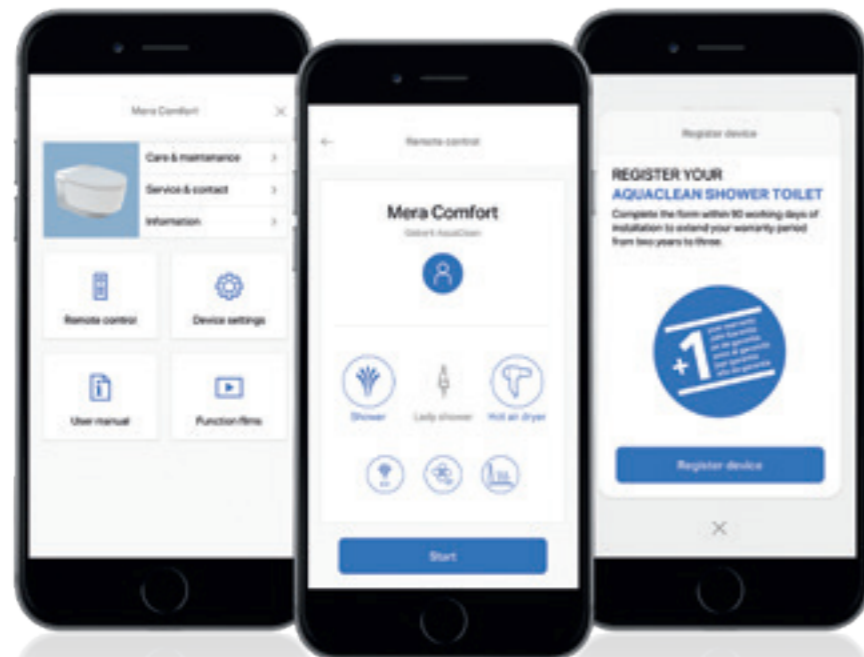 Mera Comfort
Care & maintenance
Service & contact
Information
Remote control
Device settings
User manual
Function films
Remote control
Mera Comfort
Geberit AquaClean
Shower
Lady shower
Hot air dryer
Start
Register device
REGISTER YOUR
AQUACLEAN SHOWER TOILET
Complete the form within 90 working days of
installation to extend your warranty period
from two years to three.
+1
Register device